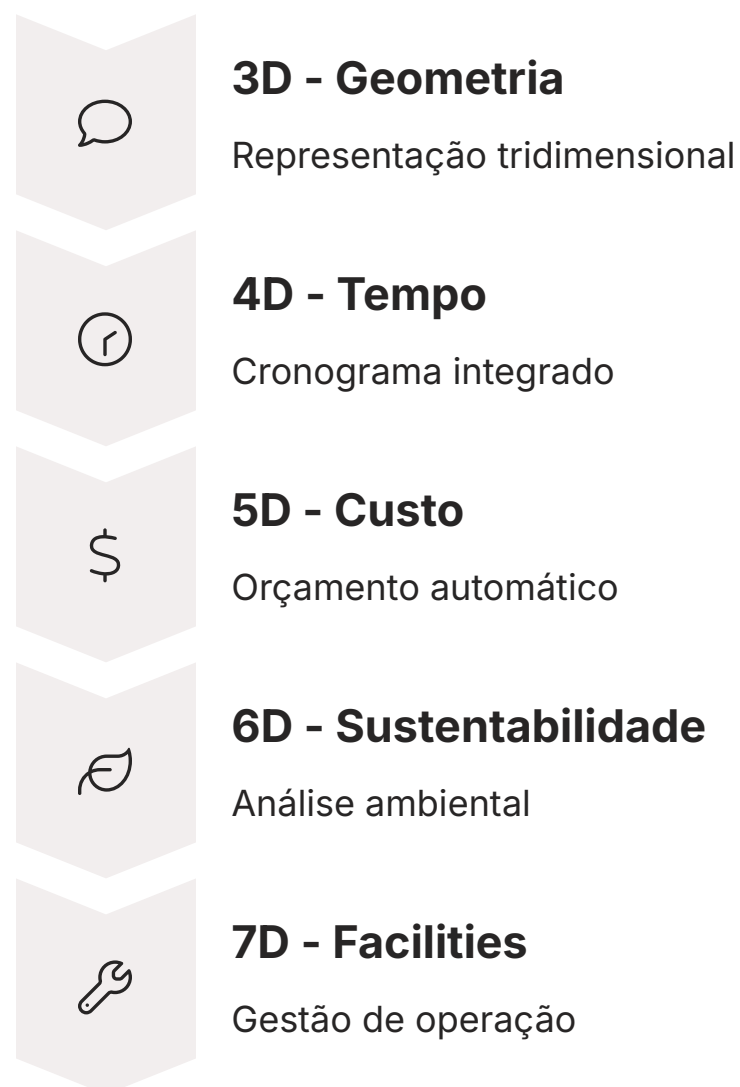 3D - Geometria
Representação tridimensional
4D - Tempo
Cronograma integrado
5D - Custo
Orçamento automático
6D - Sustentabilidade
Análise ambiental
7D - Facilities
Gestão de operação